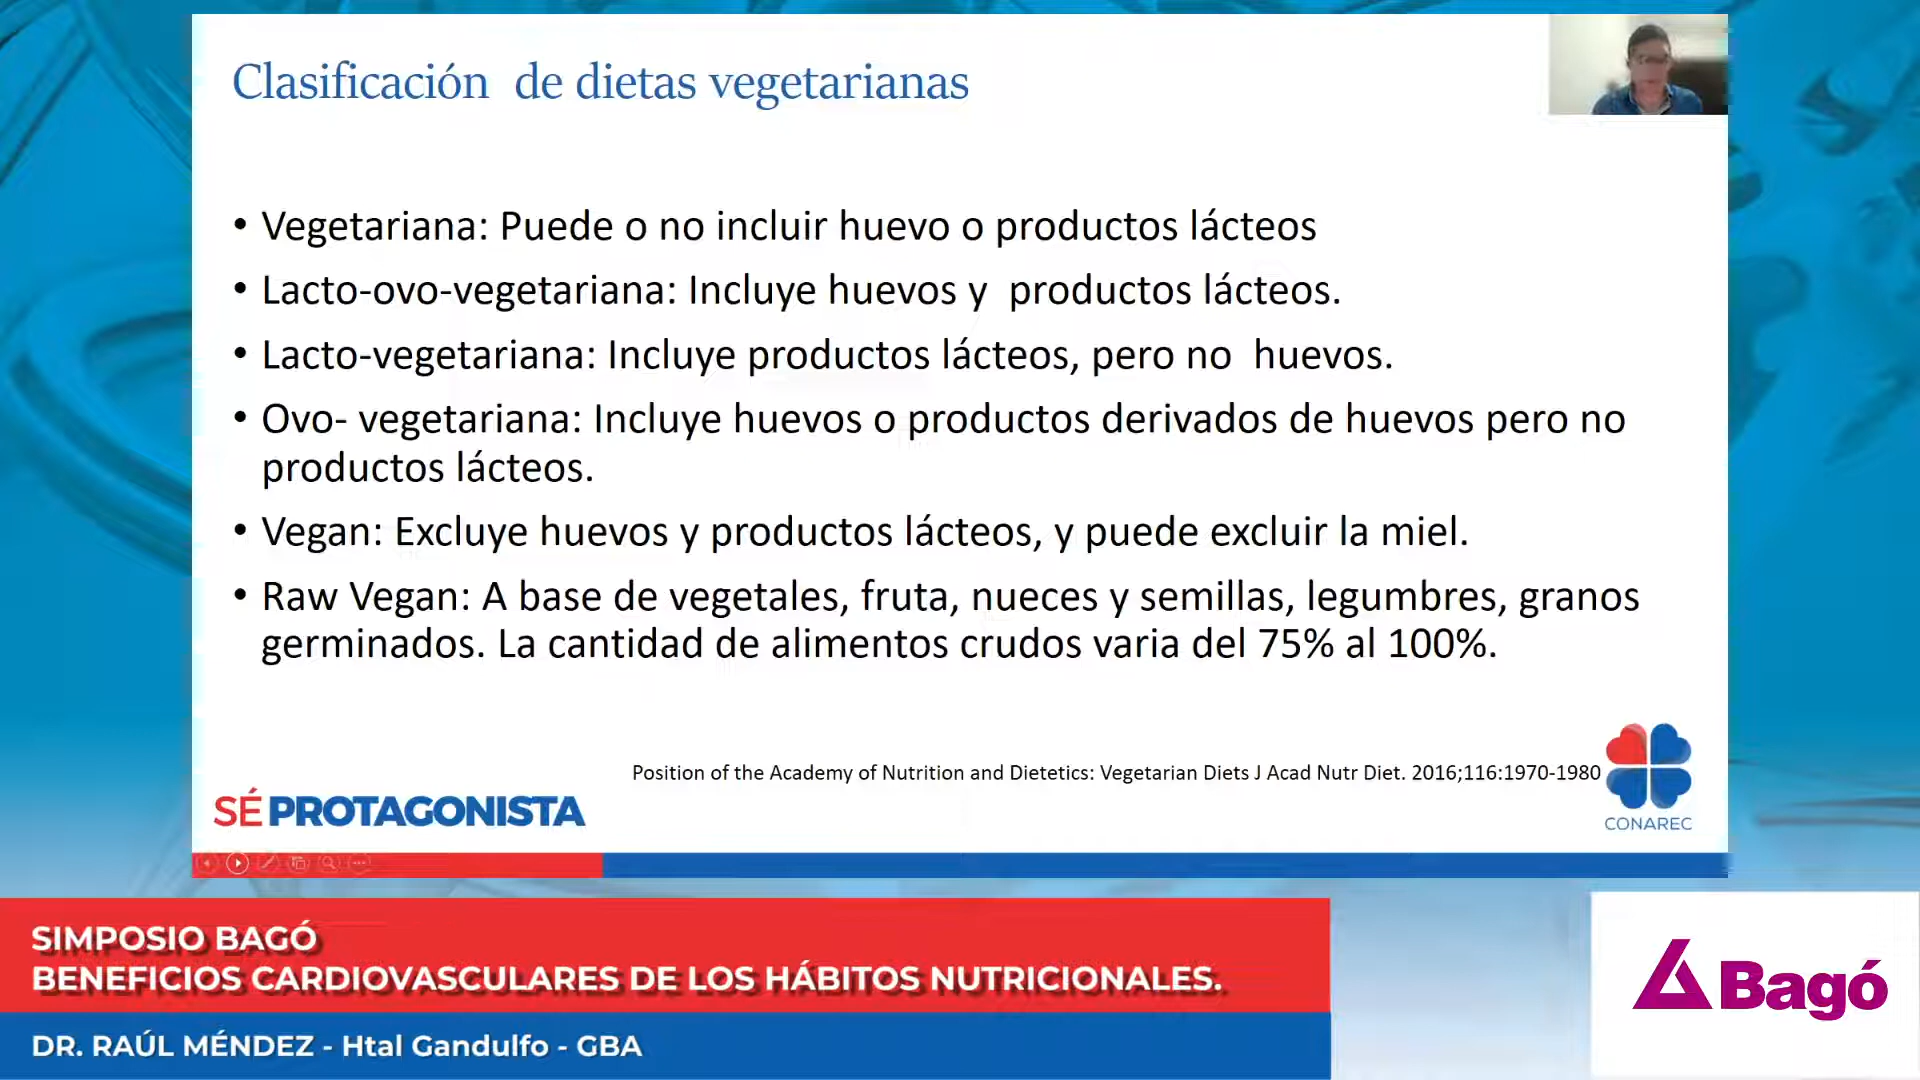 Clasificación de dietas vegetarianas
• Vegetariana: Puede o no incluir huevo o productos lácteos
• Lacto-ovo-vegetariana: Incluye huevos y productos lácteos.
• Lacto-vegetariana: Incluye productos lácteos, pero no huevos.
• Ovo- vegetariana: Incluye huevos o productos derivados de huevos pero no
productos lácteos.
• Vegan: Excluye huevos y productos lácteos, y puede excluir la miel.
• Raw Vegan: A base de vegetales, fruta, nueces y semillas, legumbres, granos
germinados. La cantidad de alimentos crudos varia del 75% al 100%.
Position of the Academy of Nutrition and Dietetics: Vegetarian Diets J Acad Nutr Diet. 2016;116:1970-1980
SÉ PROTAGONISTA
CONAREC
SIMPOSIO BAGÓ
BENEFICIOS CARDIOVASCULARES DE LOS HÁBITOS NUTRICIONALES.
DR. RAÚL MÉNDEZ - Htal Gandulfo - GBA
Bagó